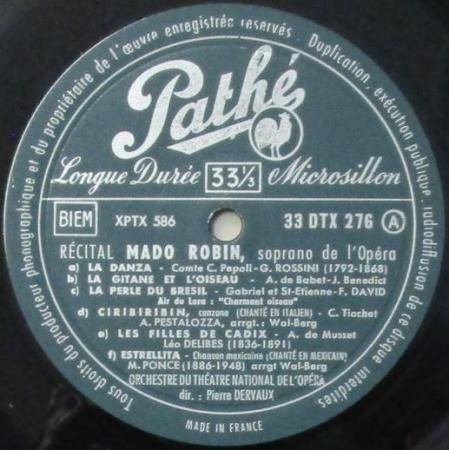 Tous droits du producteur phonographique et du propriétaire de l'œuvre enregistrée réservés. Duplication, exécution publique, radiodiffusion de ce disque interdites.
Pathé
Longue Durée 33⅓ Microsillon
BIEM XPTX 586 33 DTX 276 A
RÉCITAL MADO ROBIN, soprano de l'Opéra
a) LA DANZA - Comte C. Papoli - G. ROSSINI (1792-1868)
b) LA GITANE ET L'OISEAU - A. de Babet - J. Benedict
c) LA PERLE DU BRESIL - Gabriel et St-Etienne - F. DAVID
Air de Lora : "Charment oiseau"
d) CIRIBIRIBIN, canzona (CHANTÉ EN ITALIEN) - C. Tiochet
A. PESTALOZZA, arrgt.: Wal-Berg
e) LES FILLES DE CADIX - A. de Musset
Léo DELIBES (1836-1891)
f) ESTRELLITA - Chanson mexicaine (CHANTÉ EN MEXICAIN)
M. PONCE (1886-1948) arrgt Wal-Berg
ORCHESTRE DU THÉATRE NATIONAL DE L'OPÉRA
dir. : Pierre DERVAUX
MADE IN FRANCE